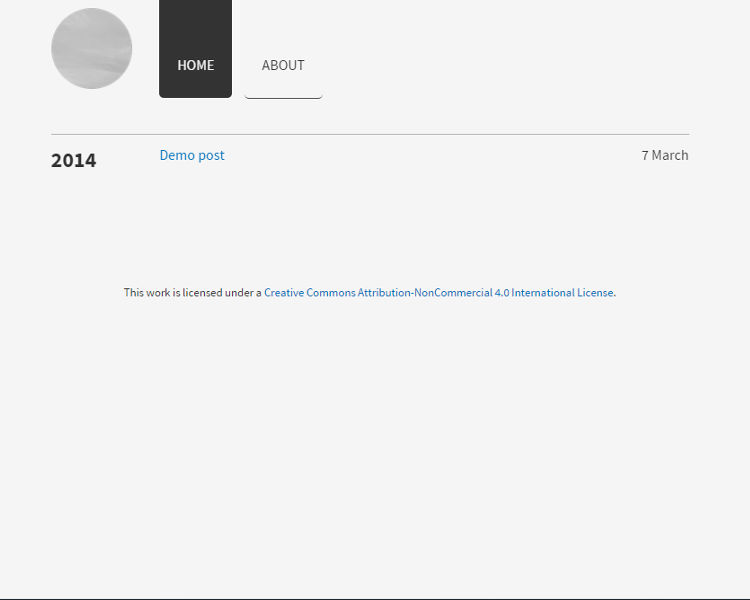 HOME ABOUT
2014 Demo post 7 March
This work is licensed under a Creative Commons Attribution-NonCommercial 4.0 International License.